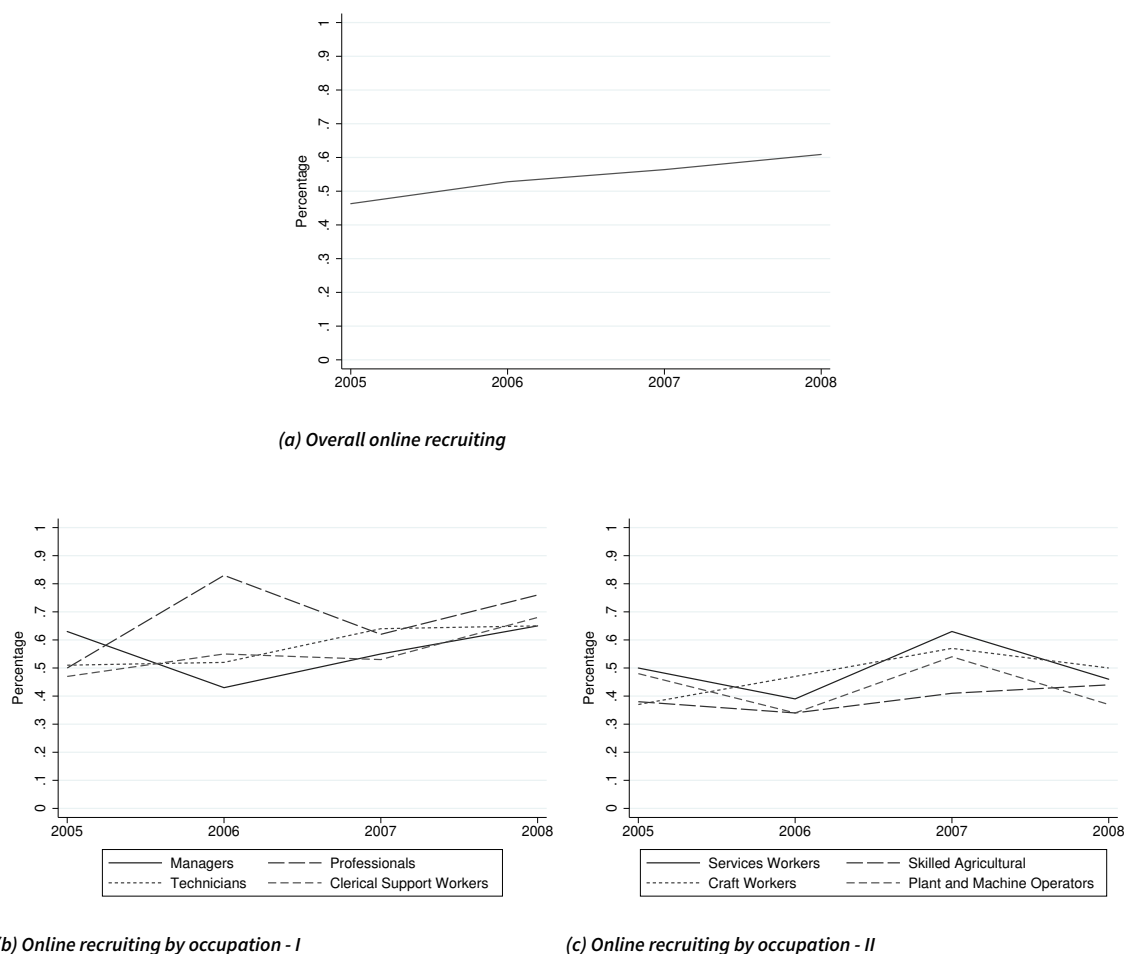 1
.9
.8
.7
.6
.5
.4
.3
.2
.1
0
Percentage
2005 2006 2007 2008
(a) Overall online recruiting
1
.9
.8
.7
.6
.5
.4
.3
.2
.1
0
Percentage
2005 2006 2007 2008
Managers Professionals
Technicians Clerical Support Workers
(b) Online recruiting by occupation - I
1
.9
.8
.7
.6
.5
.4
.3
.2
.1
0
Percentage
2005 2006 2007 2008
Services Workers Skilled Agricultural
Craft Workers Plant and Machine Operators
(c) Online recruiting by occupation - II